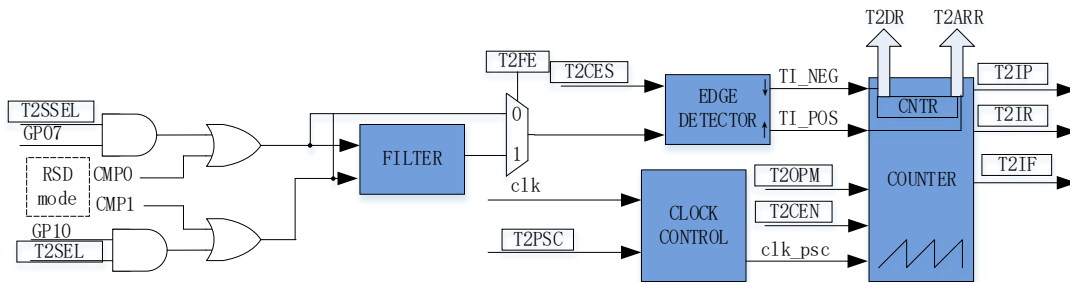 T2DR
T2ARR
T2FE
T2CES
TI_NEG
T2IP
T2SSEL
GP07
EDGE
DETECTOR
CNTR
TI_POS
T2IR
0
1
FILTER
RSD
mode
CMP0
CMP1
clk
T2OPM
COUNTER
T2IF
CLOCK
CONTROL
T2CEN
GP10
T2SEL
T2PSC
clk_psc